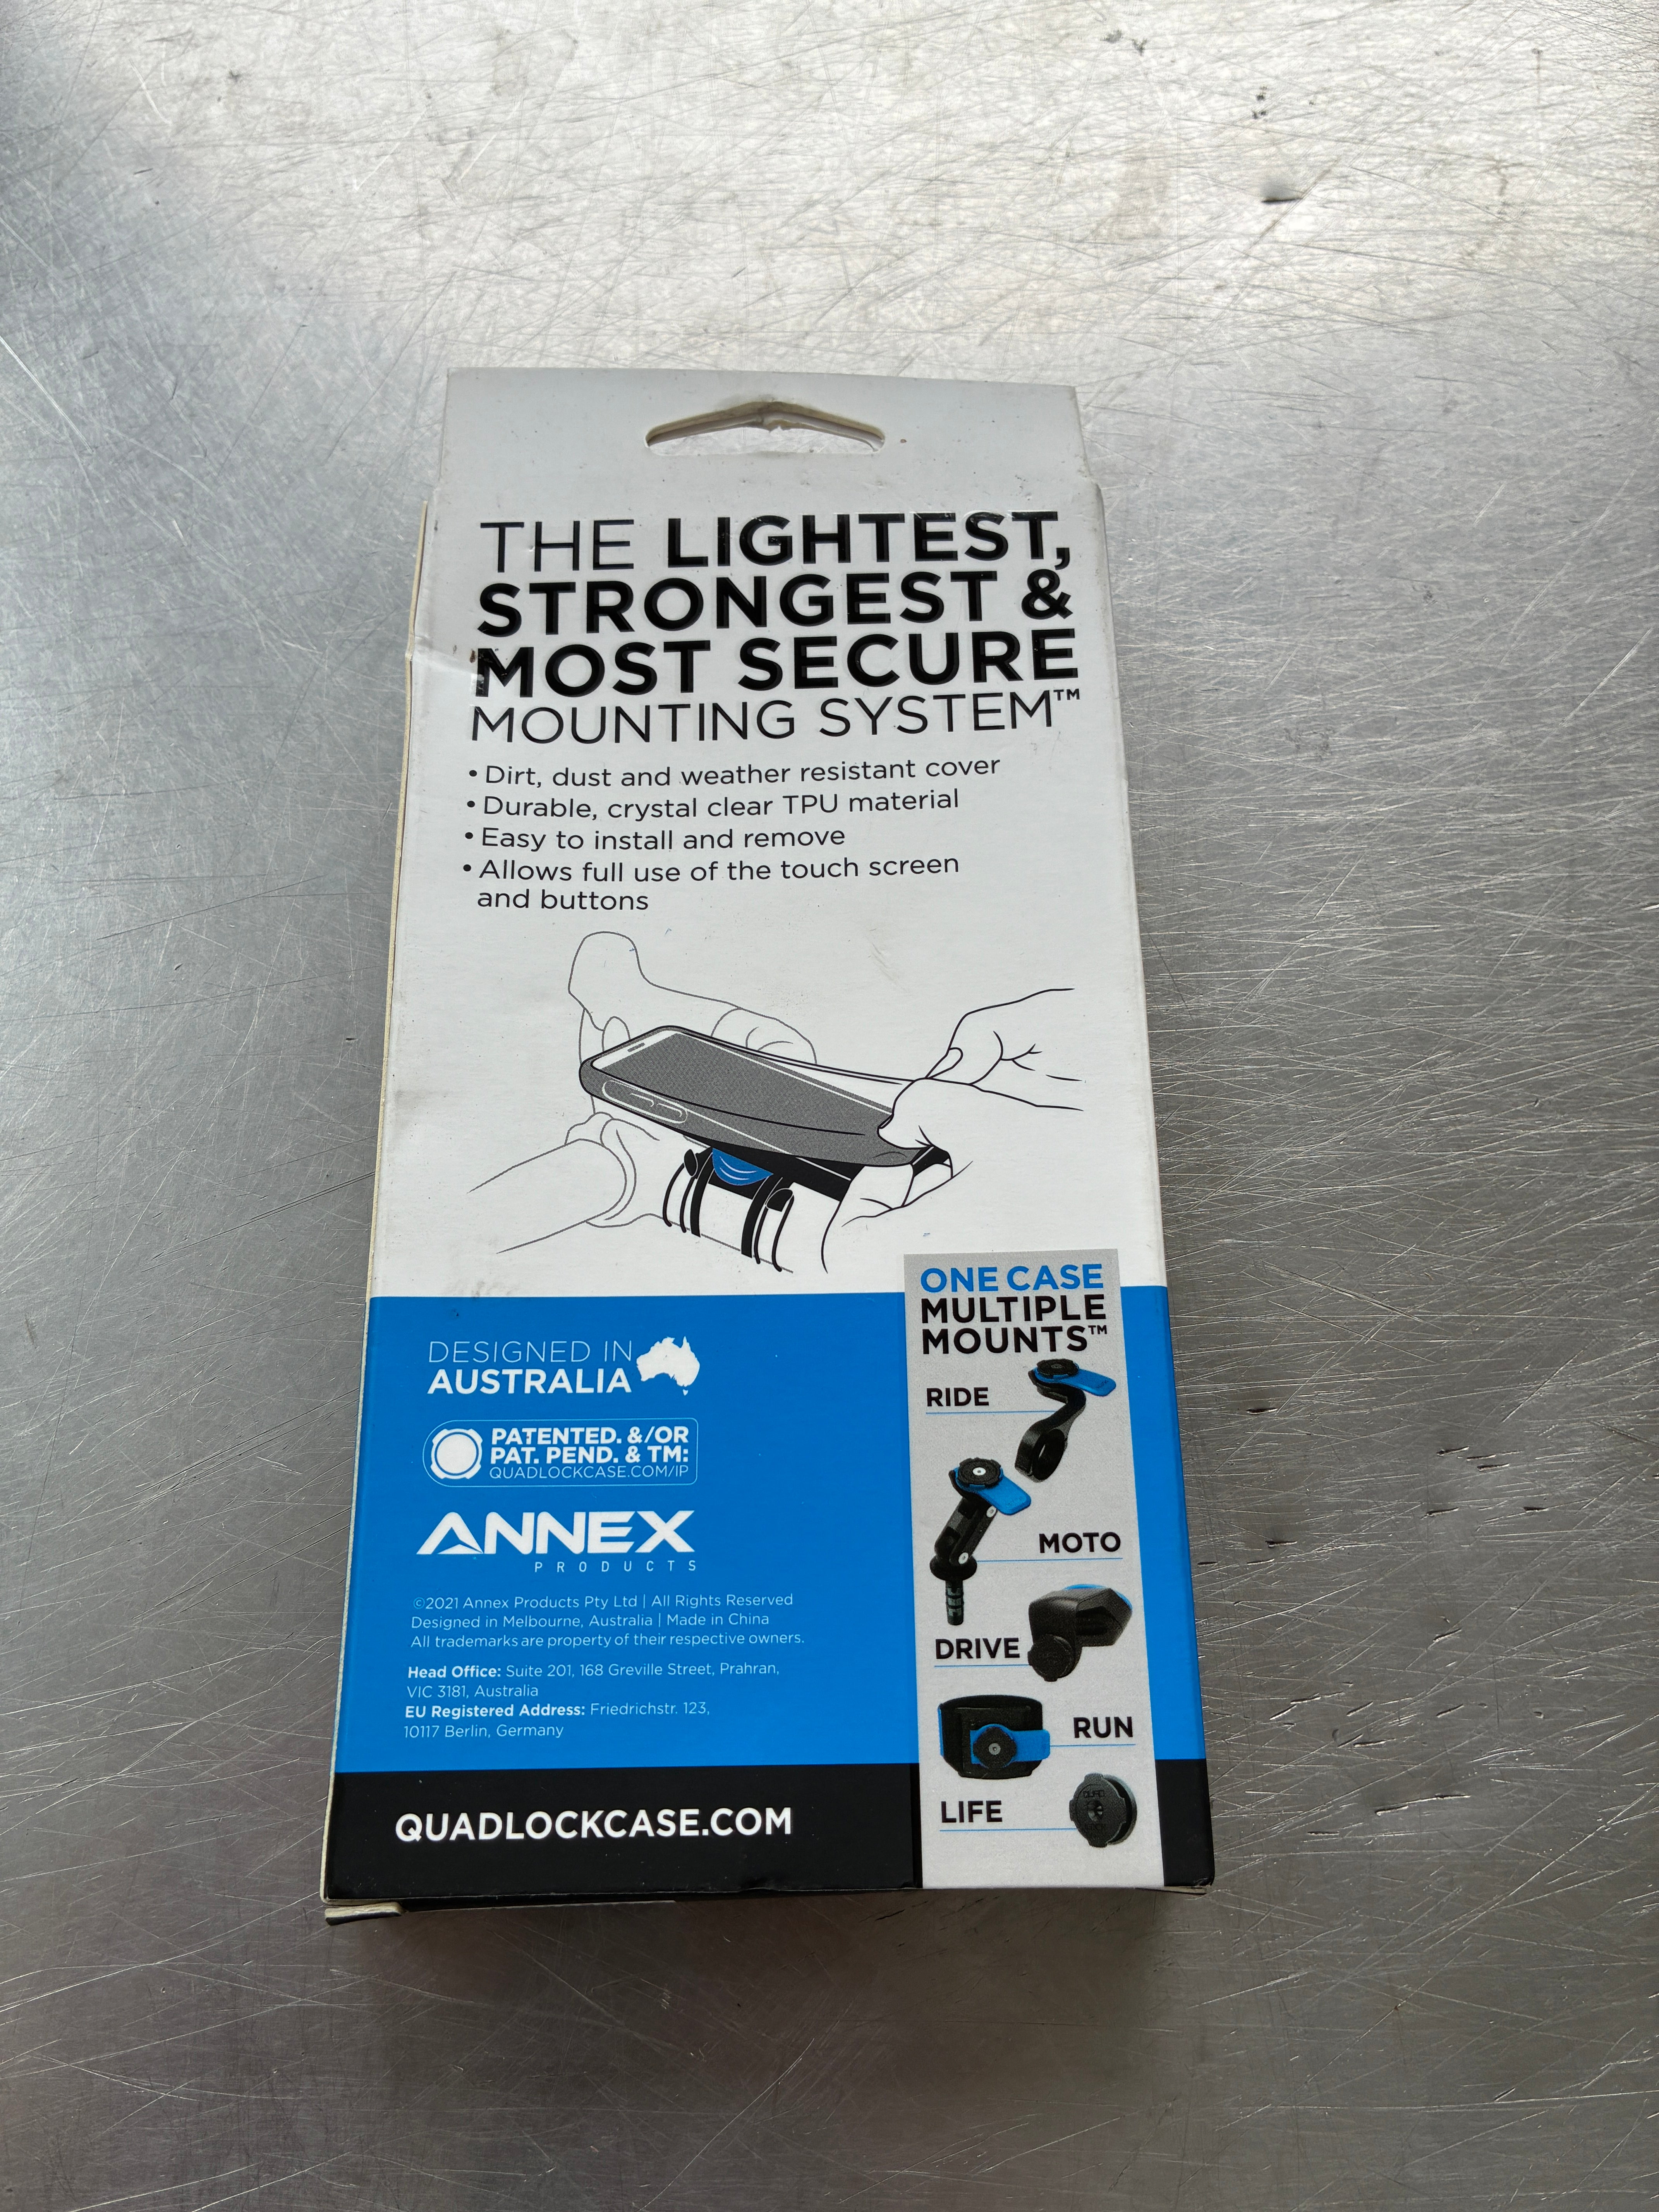 THE LIGHTEST,
STRONGEST &
MOST SECURE
MOUNTING SYSTEM™
• Dirt, dust and weather resistant cover
• Durable, crystal clear TPU material
• Easy to install and remove
• Allows full use of the touch screen
and buttons
DESIGNED IN
AUSTRALIA
PATENTED. &/OR
PAT. PEND. & TM:
QUADLOCKCASE.COM/IP
ANNEX
PRODUCTS
©2021 Annex Products Pty Ltd | All Rights Reserved
Designed in Melbourne, Australia | Made in China
All trademarks are property of their respective owners.
Head Office: Suite 201, 168 Greville Street, Prahran,
VIC 3181, Australia
EU Registered Address: Friedrichstr. 123,
10117 Berlin, Germany
QUADLOCKCASE.COM
ONE CASE
MULTIPLE
MOUNTS™
RIDE
MOTO
DRIVE
RUN
LIFE